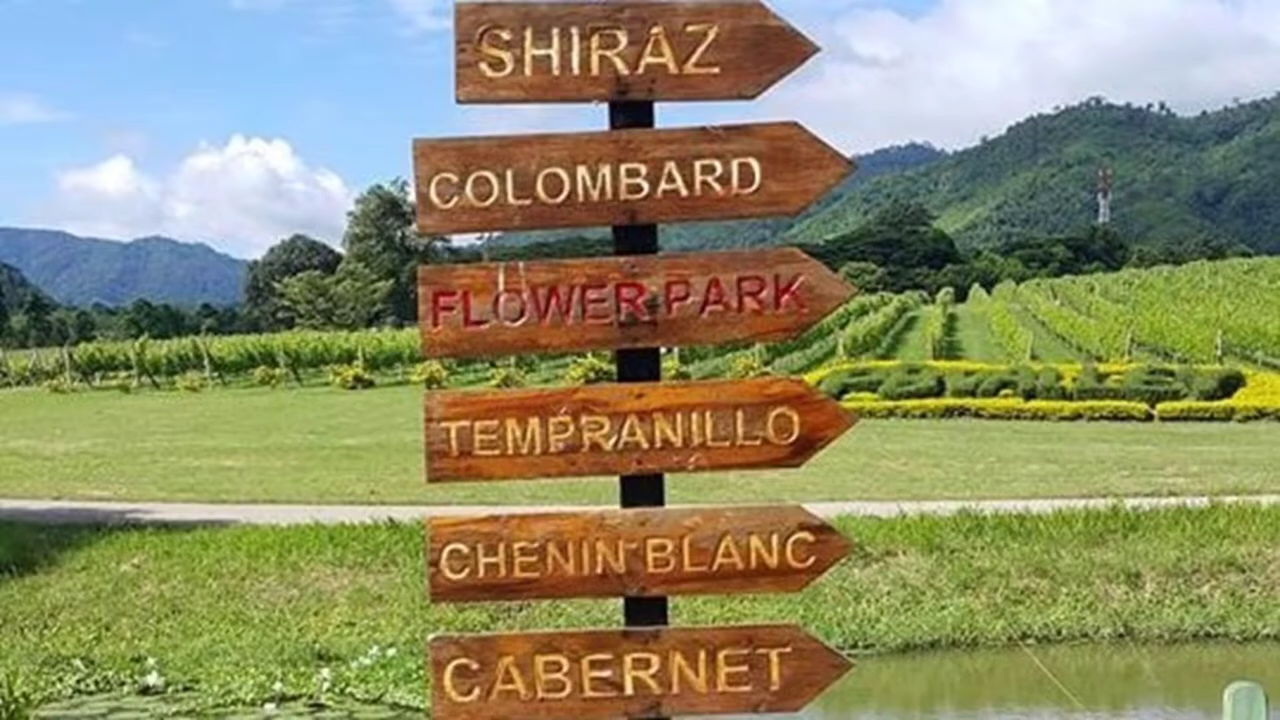 SHIRAZ
COLOMBARD
FLOWER PARK
TEMPRANILLO
CHENIN BLANC
CABERNET